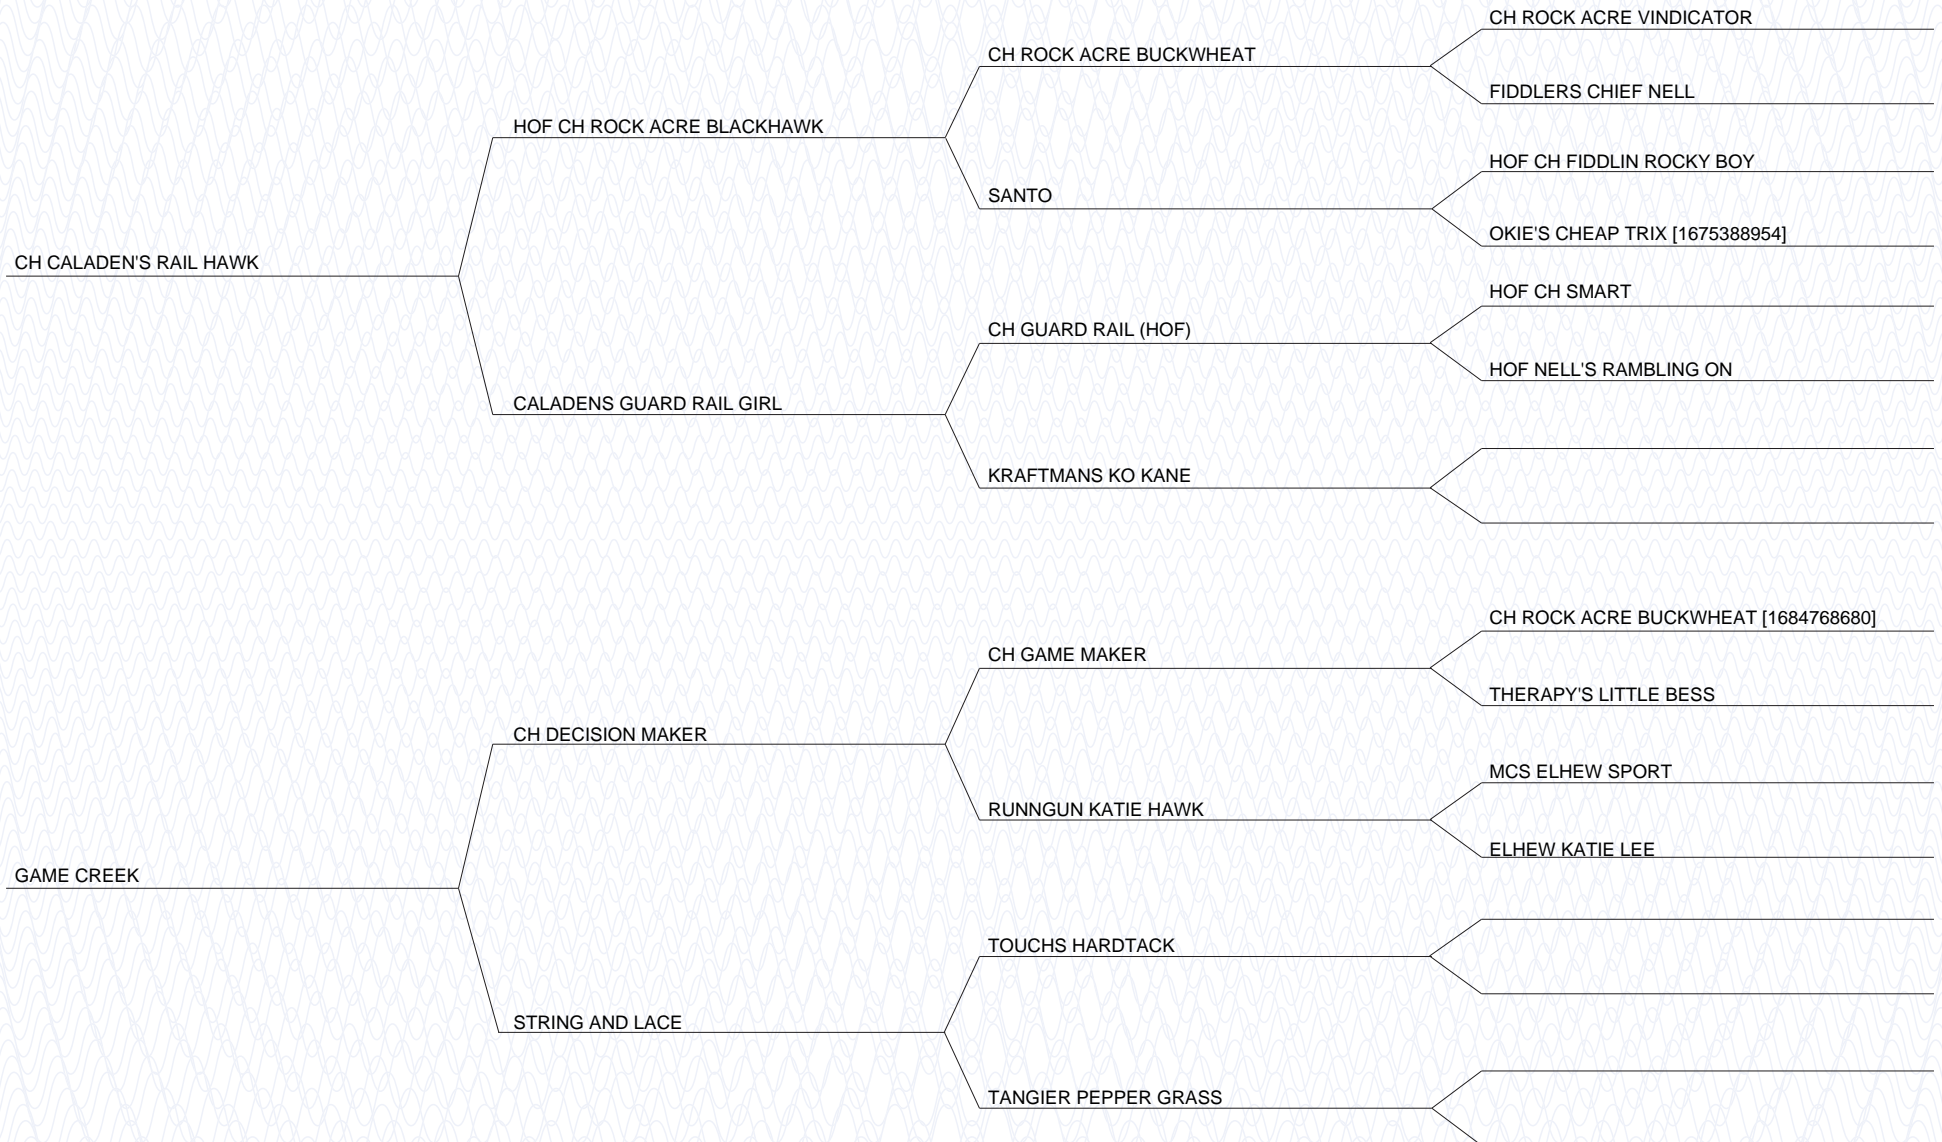 CH ROCK ACRE VINDICATOR
CH ROCK ACRE BUCKWHEAT
FIDDLERS CHIEF NELL
HOF CH ROCK ACRE BLACKHAWK
HOF CH FIDDLIN ROCKY BOY
SANTO
OKIE'S CHEAP TRIX [1675388954]
CH CALADEN'S RAIL HAWK
HOF CH SMART
CH GUARD RAIL (HOF)
HOF NELL'S RAMBLING ON
CALADENS GUARD RAIL GIRL
KRAFTMANS KO KANE
CH ROCK ACRE BUCKWHEAT [1684768680]
CH GAME MAKER
THERAPY'S LITTLE BESS
CH DECISION MAKER
MCS ELHEW SPORT
RUNNGUN KATIE HAWK
ELHEW KATIE LEE
GAME CREEK
TOUCHS HARDTACK
STRING AND LACE
TANGIER PEPPER GRASS